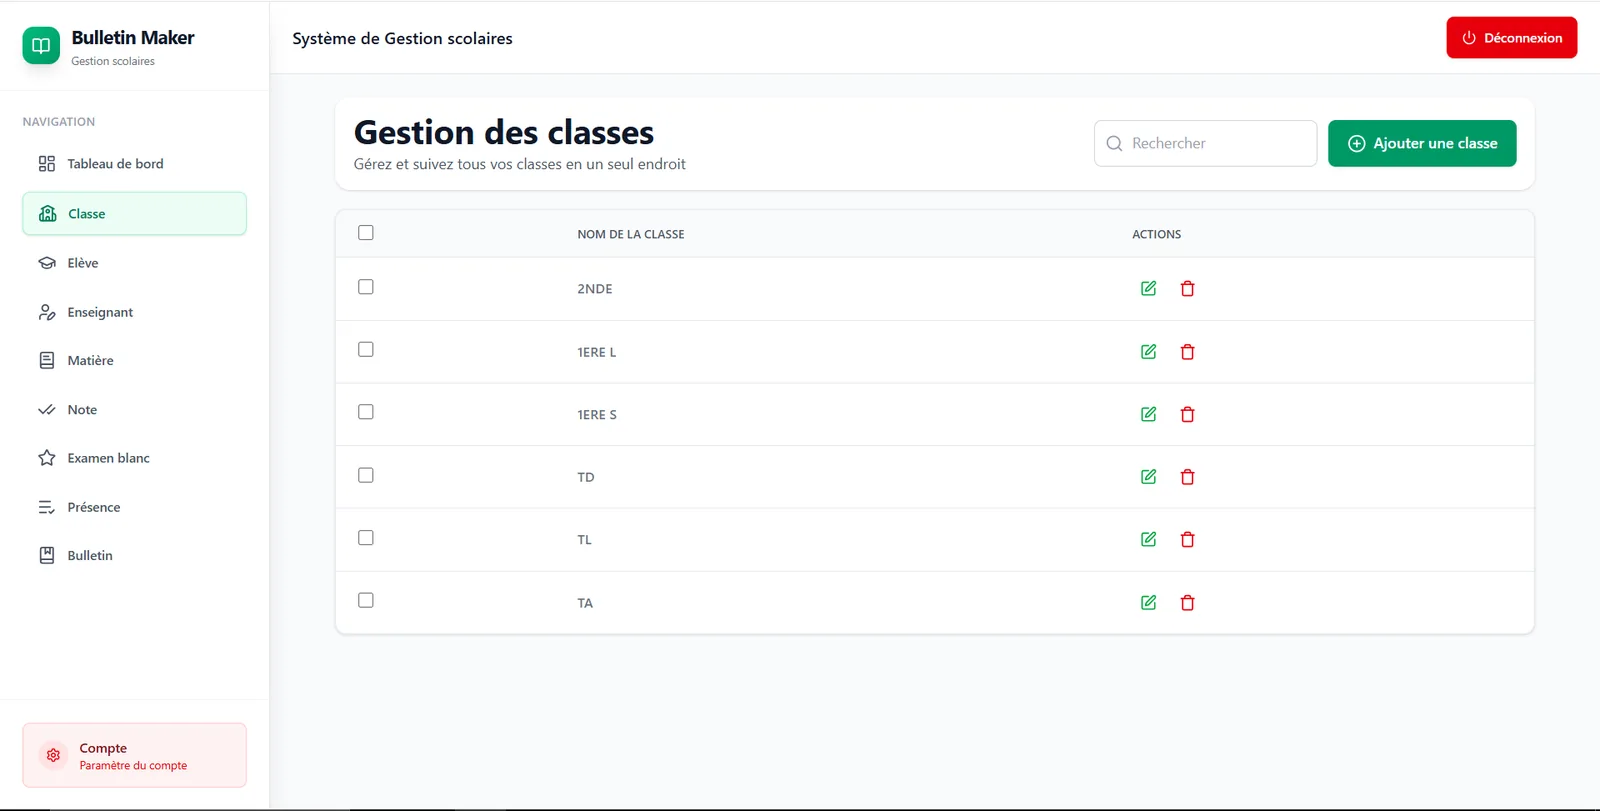 Bulletin Maker
Gestion scolaires
Système de Gestion scolaires
Déconnexion
NAVIGATION
Tableau de bord
Classe
Elève
Enseignant
Matière
Note
Examen blanc
Présence
Bulletin
Compte
Paramètre du compte
Gestion des classes
Gérez et suivez tous vos classes en un seul endroit
Rechercher
Ajouter une classe
NOM DE LA CLASSE ACTIONS
2NDE
1ERE L
1ERE S
TD
TL
TA